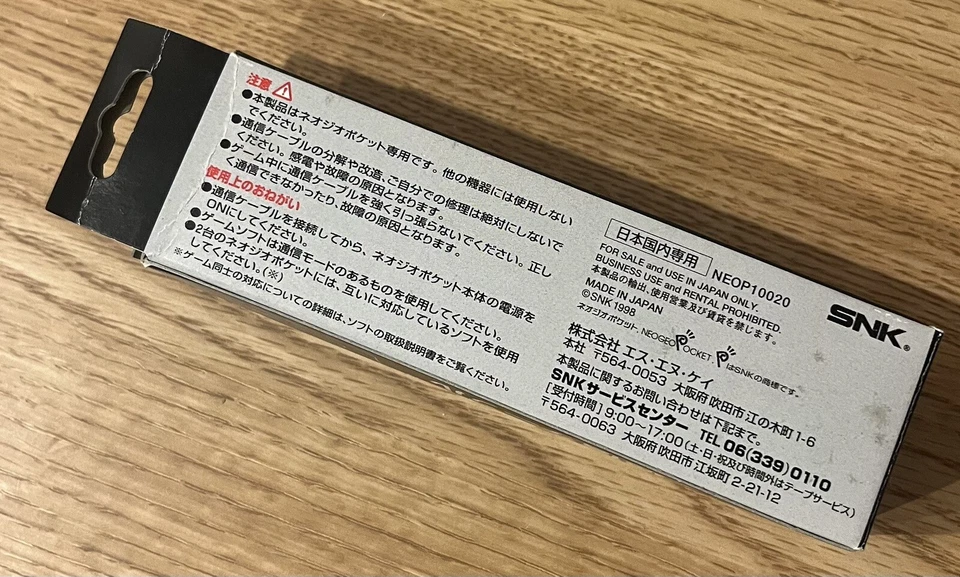 注意
●本製品はネオジオポケット専用です。他の機器には使用しない
でください。
●通信ケーブルの分解や改造、ご自分での修理は絶対にしないで
ください。感電や故障の原因となります。
●ゲーム中に通信ケーブルを強く引っ張らないでください。正し
く通信できなかったり、故障の原因となります。
使用上のおねがい
●通信ケーブルを接続してから、ネオジオポケット本体の電源を
ONにしてください。
●ゲームソフトは通信モードのあるものを使用してください。
●2台のネオジオポケットには、互いに対応しているソフトを使用
してください。(※)
※ゲーム同士の対応についての詳細は、ソフトの取扱説明書をご覧ください。
日本国内専用 NEOP10020
FOR SALE and USE IN JAPAN ONLY.
BUSINESS USE and RENTAL PROHIBITED.
本製品の輸出、使用営業及び賃貸を禁じます。
MADE IN JAPAN
©SNK 1998
ネオジオポケット、NEOGEO POCKET、PはSNKの商標です。
SNK®
株式会社 エス・エヌ・ケイ
本社 〒564-0053 大阪府 吹田市 江の木町 1-6
本製品に関するお問い合わせは下記まで。
SNKサービスセンター TEL 06(339)0110
[受付時間] 9:00〜17:00(土・日・祝及び時間外はテープサービス)
〒564-0063 大阪府 吹田市 江坂町 2-21-12